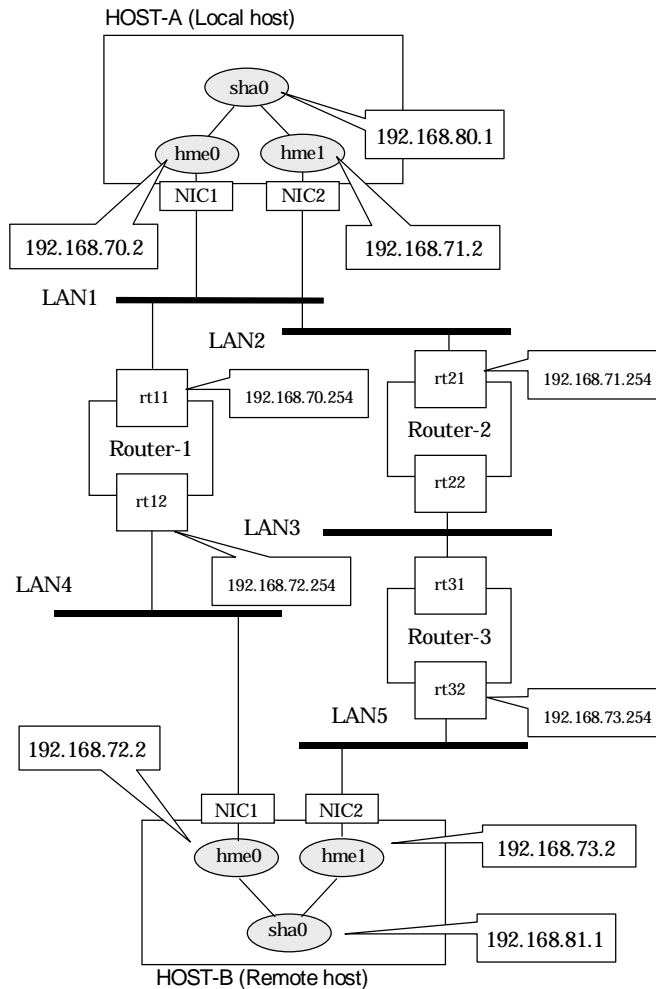 HOST-A (Local host)
sha0
192.168.80.1
hme0
hme1
NIC1
NIC2
192.168.70.2
192.168.71.2
LAN1
LAN2
rt11
192.168.70.254
rt21
192.168.71.254
Router-1
Router-2
rt12
rt22
LAN3
192.168.72.254
LAN4
rt31
Router-3
rt32
192.168.73.254
LAN5
192.168.72.2
NIC1
NIC2
hme0
hme1
192.168.73.2
sha0
192.168.81.1
HOST-B (Remote host)